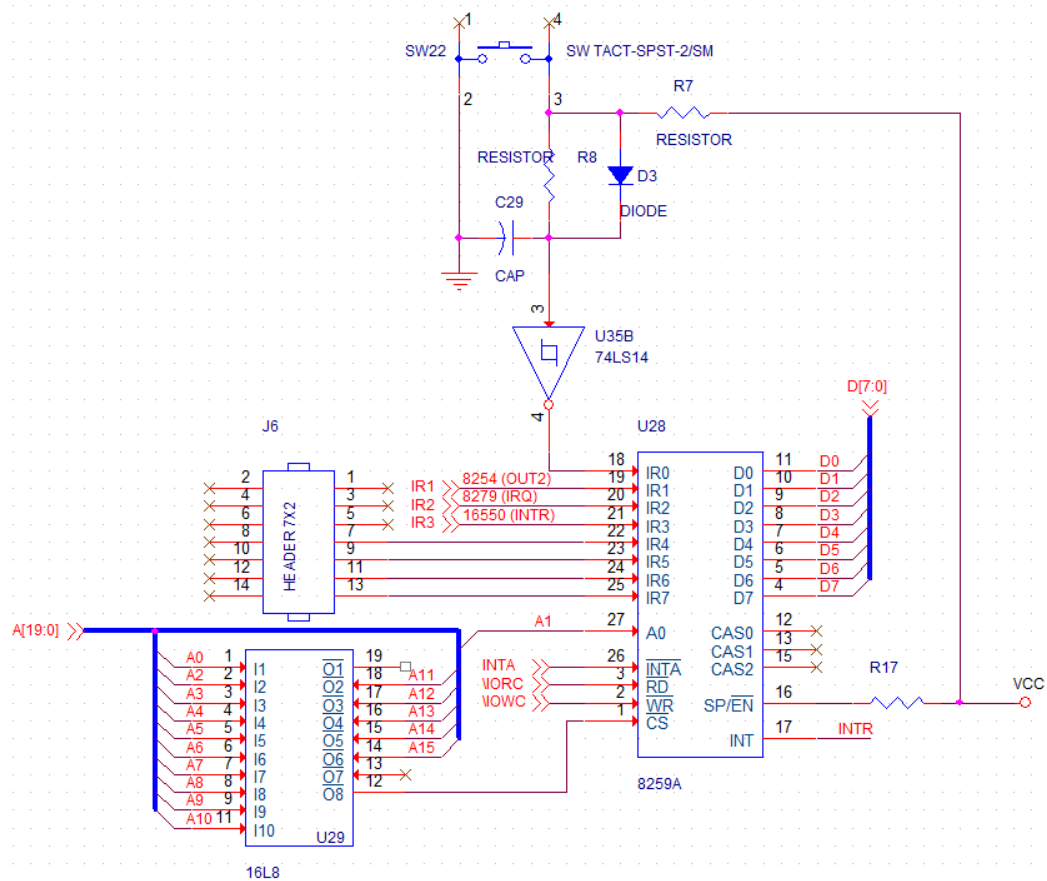 1 4
SW22 SW TACT-SPST-2/SM
2 3
R7
RESISTOR
RESISTOR R8
D3
DIODE
C29
CAP
3
U35B
74LS14
4
D[7:0]
J6 U28
HEADER 7X2
2 1
4 3
6 5
8 7
10 9
12 11
14 13
IR1 8254 (OUT2)
IR2 8279 (IRQ)
IR3 16550 (INTR)
18 IR0 D0 11 D0
19 IR1 D1 10 D1
20 IR2 D2 9 D2
21 IR3 D3 8 D3
22 IR4 D4 7 D4
23 IR5 D5 6 D5
24 IR6 D6 5 D6
25 IR7 D7 4 D7
A1 27 A0 CAS0 12
CAS1 13
INTA 26 INTA CAS2 15
\IORC 3 RD
\IOWC 2 WR SP/EN 16 R17 VCC
1 CS
INT 17 INTR
8259A
A[19:0]
A0 1 I1 O1 19
A2 2 I2 O2 18 A11
A3 3 I3 O3 17 A12
A4 4 I4 O4 16 A13
A5 5 I5 O5 15 A14
A6 6 I6 O6 14 A15
A7 7 I7 O7 13
A8 8 I8 O8 12
A9 9 I9
A10 11 I10
U29
16L8